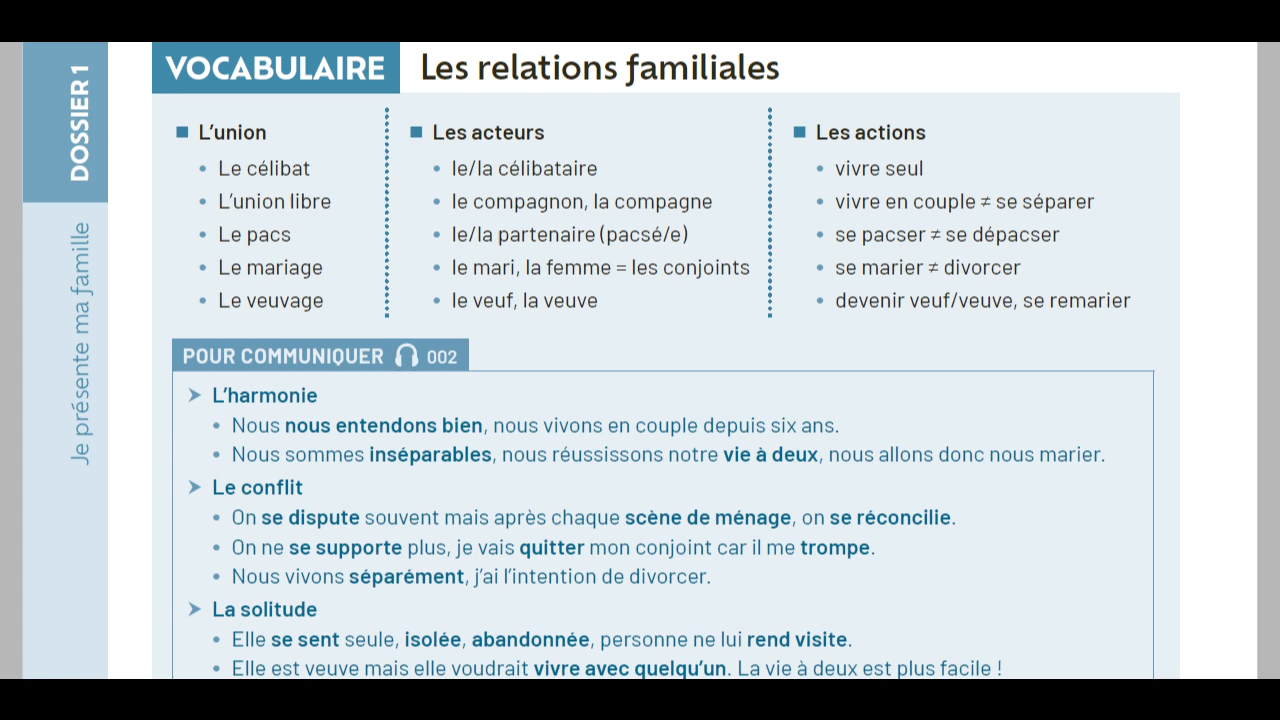 DOSSIER 1
Je présente ma famille
VOCABULAIRE Les relations familiales
L’union
Le célibat
L’union libre
Le pacs
Le mariage
Le veuvage
Les acteurs
le/la célibataire
le compagnon, la compagne
le/la partenaire (pacsé/e)
le mari, la femme = les conjoints
le veuf, la veuve
Les actions
vivre seul
vivre en couple ≠ se séparer
se pacser ≠ se dépacser
se marier ≠ divorcer
devenir veuf/veuve, se remarier
POUR COMMUNIQUER 002
L’harmonie
Nous nous entendons bien, nous vivons en couple depuis six ans.
Nous sommes inséparables, nous réussissons notre vie à deux, nous allons donc nous marier.
Le conflit
On se dispute souvent mais après chaque scène de ménage, on se réconcilie.
On ne se supporte plus, je vais quitter mon conjoint car il me trompe.
Nous vivons séparément, j’ai l’intention de divorcer.
La solitude
Elle se sent seule, isolée, abandonnée, personne ne lui rend visite.
Elle est veuve mais elle voudrait vivre avec quelqu’un. La vie à deux est plus facile !